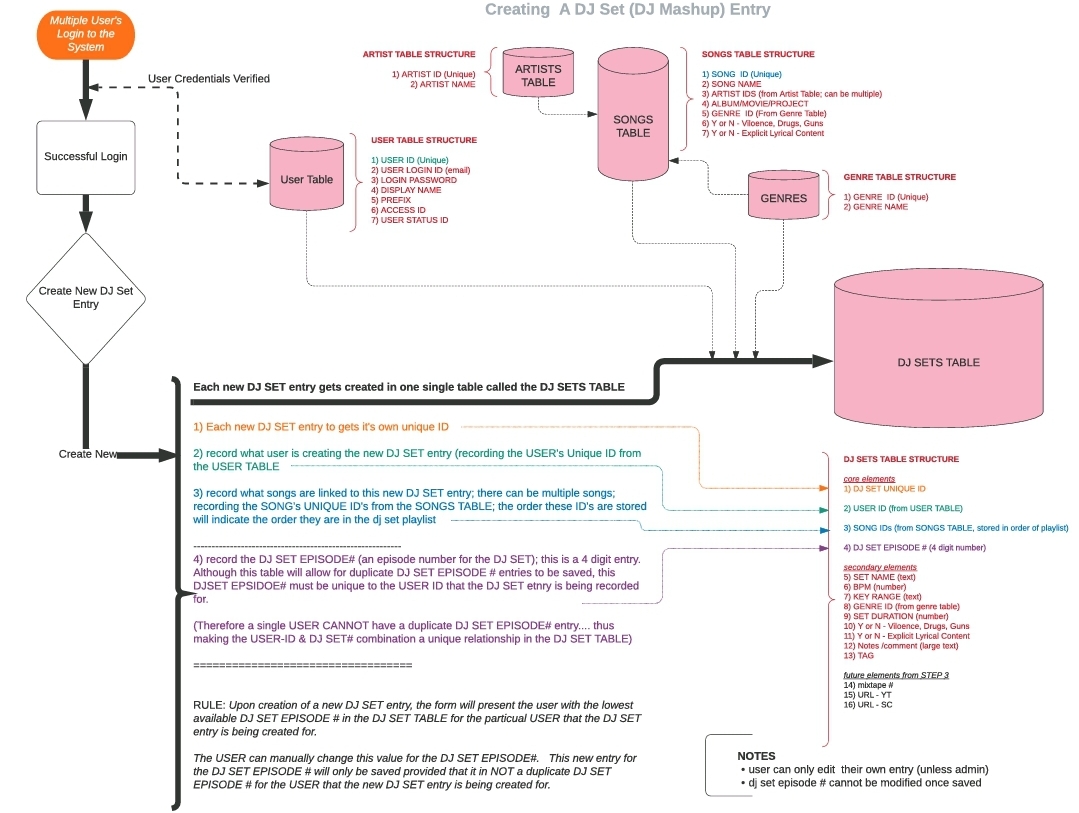 Creating A DJ Set (DJ Mashup) Entry
Multiple User's
Login to the
System
User Credentials Verified
Successful Login
Create New DJ Set
Entry
Create New
User Table
USER TABLE STRUCTURE
1) USER ID (Unique)
2) USER LOGIN ID (email)
3) LOGIN PASSWORD
4) DISPLAY NAME
5) PREFIX
6) ACCESS ID
7) USER STATUS ID
ARTIST TABLE STRUCTURE
1) ARTIST ID (Unique)
2) ARTIST NAME
ARTISTS
TABLE
SONGS
TABLE
SONGS TABLE STRUCTURE
1) SONG ID (Unique)
2) SONG NAME
3) ARTIST IDS (from Artist Table; can be multiple)
4) ALBUM/MOVIE/PROJECT
5) GENRE ID (From Genre Table)
6) Y or N - Viloence, Drugs, Guns
7) Y or N - Explicit Lyrical Content
GENRES
GENRE TABLE STRUCTURE
1) GENRE ID (Unique)
2) GENRE NAME
DJ SETS TABLE
Each new DJ SET entry gets created in one single table called the DJ SETS TABLE
1) Each new DJ SET entry to gets it's own unique ID
2) record what user is creating the new DJ SET entry (recording the USER's Unique ID from
the USER TABLE
3) record what songs are linked to this new DJ SET entry; there can be multiple songs;
recording the SONG's UNIQUE ID's from the SONGS TABLE; the order these ID's are stored
will indicate the order they are in the dj set playlist
--------------------------------------------------------
4) record the DJ SET EPISODE# (an episode number for the DJ SET); this is a 4 digit entry.
Although this table will allow for duplicate DJ SET EPISODE # entries to be saved, this
DJSET EPSIDOE# must be unique to the USER ID that the DJ SET etnry is being recorded
for.
(Therefore a single USER CANNOT have a duplicate DJ SET EPISODE# entry.... thus
making the USER-ID & DJ SET# combination a unique relationship in the DJ SET TABLE)
=================================
RULE: Upon creation of a new DJ SET entry, the form will present the user with the lowest
available DJ SET EPISODE # in the DJ SET TABLE for the particual USER that the DJ SET
entry is being created for.
The USER can manually change this value for the DJ SET EPISODE#. This new entry for
the DJ SET EPISODE # will only be saved provided that it in NOT a duplicate DJ SET
EPISODE # for the USER that the new DJ SET entry is being created for.
DJ SETS TABLE STRUCTURE
core elements
1) DJ SET UNIQUE ID
2) USER ID (from USER TABLE)
3) SONG IDs (from SONGS TABLE, stored in order of playlist)
4) DJ SET EPISODE # (4 digit number)
secondary elements
5) SET NAME (text)
6) BPM (number)
7) KEY RANGE (text)
8) GENRE ID (from genre table)
9) SET DURATION (number)
10) Y or N - Viloence, Drugs, Guns
11) Y or N - Explicit Lyrical Content
12) Notes /comment (large text)
13) TAG
future elements from STEP 3
14) mixtape #
15) URL - YT
16) URL - SC
NOTES
• user can only edit their own entry (unless admin)
• dj set episode # cannot be modified once saved